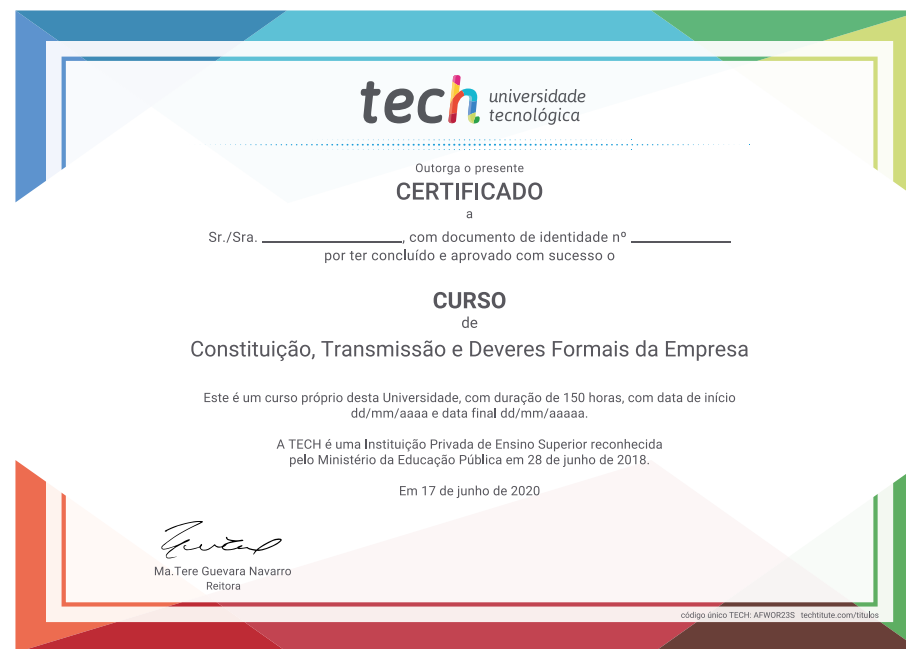 tech universidade
tecnológica
Outorga o presente
CERTIFICADO
a
Sr./Sra. ____________, com documento de identidade nº ____________
por ter concluído e aprovado com sucesso o
CURSO
de
Constituição, Transmissão e Deveres Formais da Empresa
Este é um curso próprio desta Universidade, com duração de 150 horas, com data de início
dd/mm/aaaa e data final dd/mm/aaaaa.
A TECH é uma Instituição Privada de Ensino Superior reconhecida
pelo Ministério da Educação Pública em 28 de junho de 2018.
Em 17 de junho de 2020
Ma.Tere Guevara Navarro
Reitora
código único TECH: AFWOR23S techtitute.com/titulos